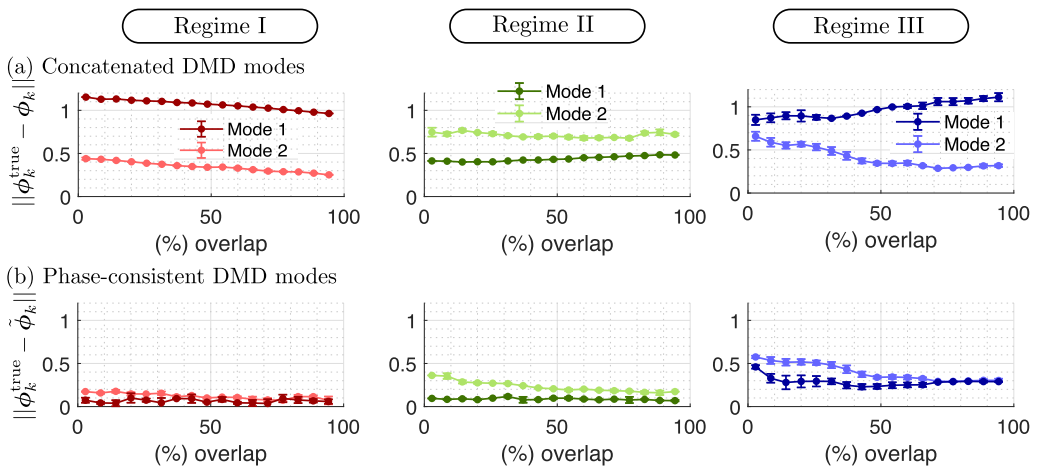 Regime I
Regime II
Regime III
(a) Concatenated DMD modes
||ϕ_k^true − ϕ_k||
1
0.5
0
Mode 1
Mode 2
0 50 100
(%) overlap
1
0.5
0
Mode 1
Mode 2
0 50 100
(%) overlap
1
0.5
0
Mode 1
Mode 2
0 50 100
(%) overlap
(b) Phase-consistent DMD modes
||ϕ_k^true − ϕ̃_k||
1
0.5
0
0 50 100
(%) overlap
1
0.5
0
0 50 100
(%) overlap
1
0.5
0
0 50 100
(%) overlap